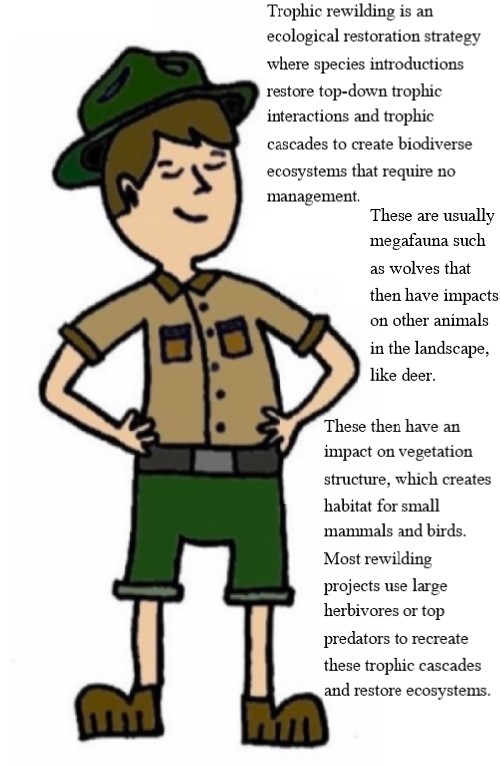 Trophic rewilding is an
ecological restoration strategy
where species introductions
restore top-down trophic
interactions and trophic
cascades to create biodiverse
ecosystems that require no
management.
These are usually
megafauna such
as wolves that
then have impacts
on other animals
in the landscape,
like deer.
These then have an
impact on vegetation
structure, which creates
habitat for small
mammals and birds.
Most rewilding
projects use large
herbivores or top
predators to recreate
these trophic cascades
and restore ecosystems.